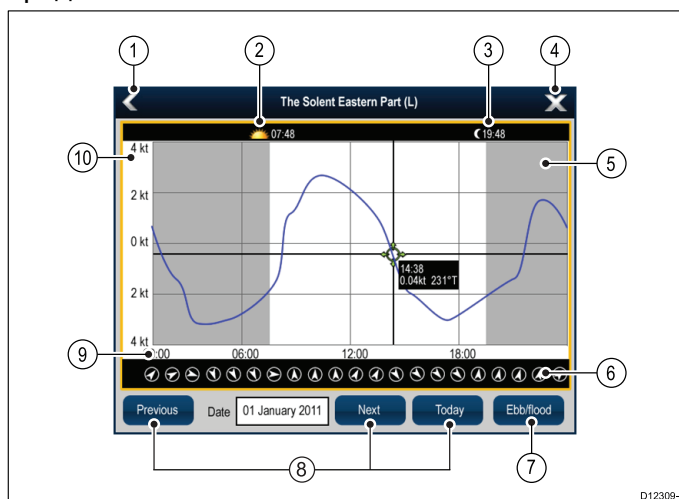 1 2 3 4
The Solent Eastern Part (L)
07:48 19:48
10 4 kt 5
2 kt
0 kt
14:38
0.04kt 231°T
2 kt
4 kt
9 00:00 06:00 12:00 18:00
6
Previous Date 01 January 2011 Next Today Ebb/flood
8 7
D12309-